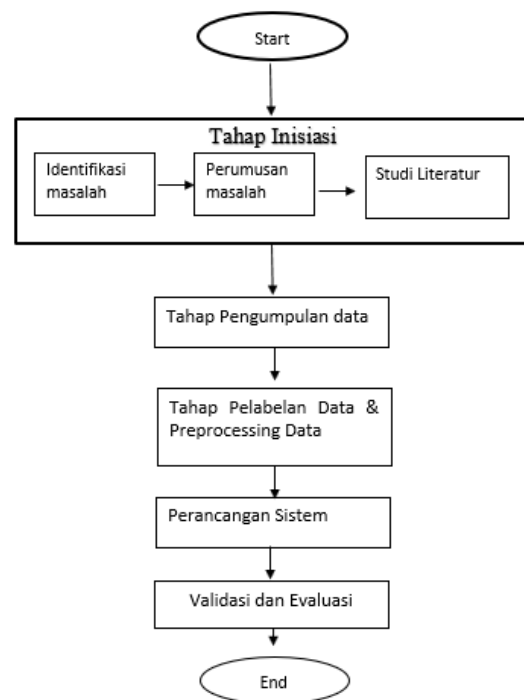 Start
Tahap Inisiasi
Identifikasi
masalah
Perumusan
masalah
Studi Literatur
Tahap Pengumpulan data
Tahap Pelabelan Data &
Preprocessing Data
Perancangan Sistem
Validasi dan Evaluasi
End